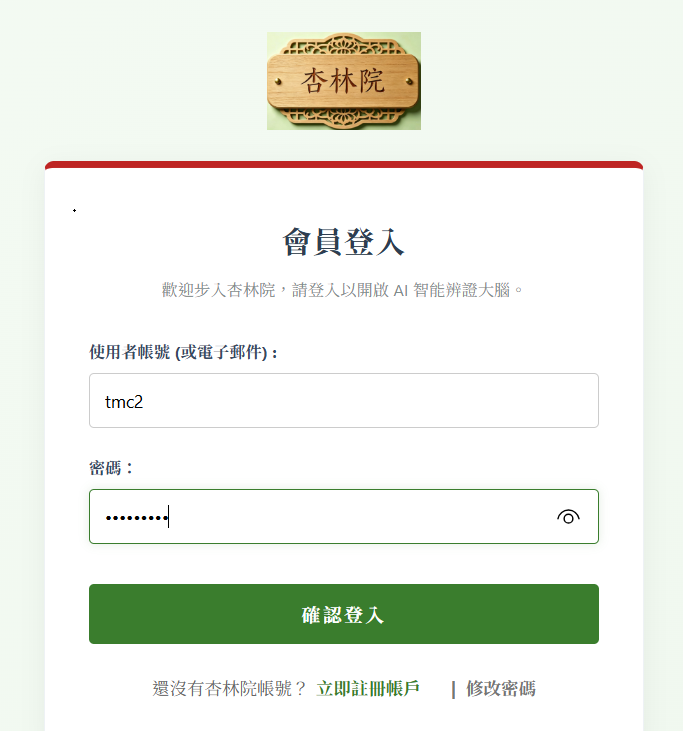 杏林院
會員登入
歡迎步入杏林院，請登入以開啟 AI 智能辨證大腦。
使用者帳號 (或電子郵件)：
tmc2
密碼：
•••••••••
確認登入
還沒有杏林院帳號？ 立即註冊帳戶 | 修改密碼